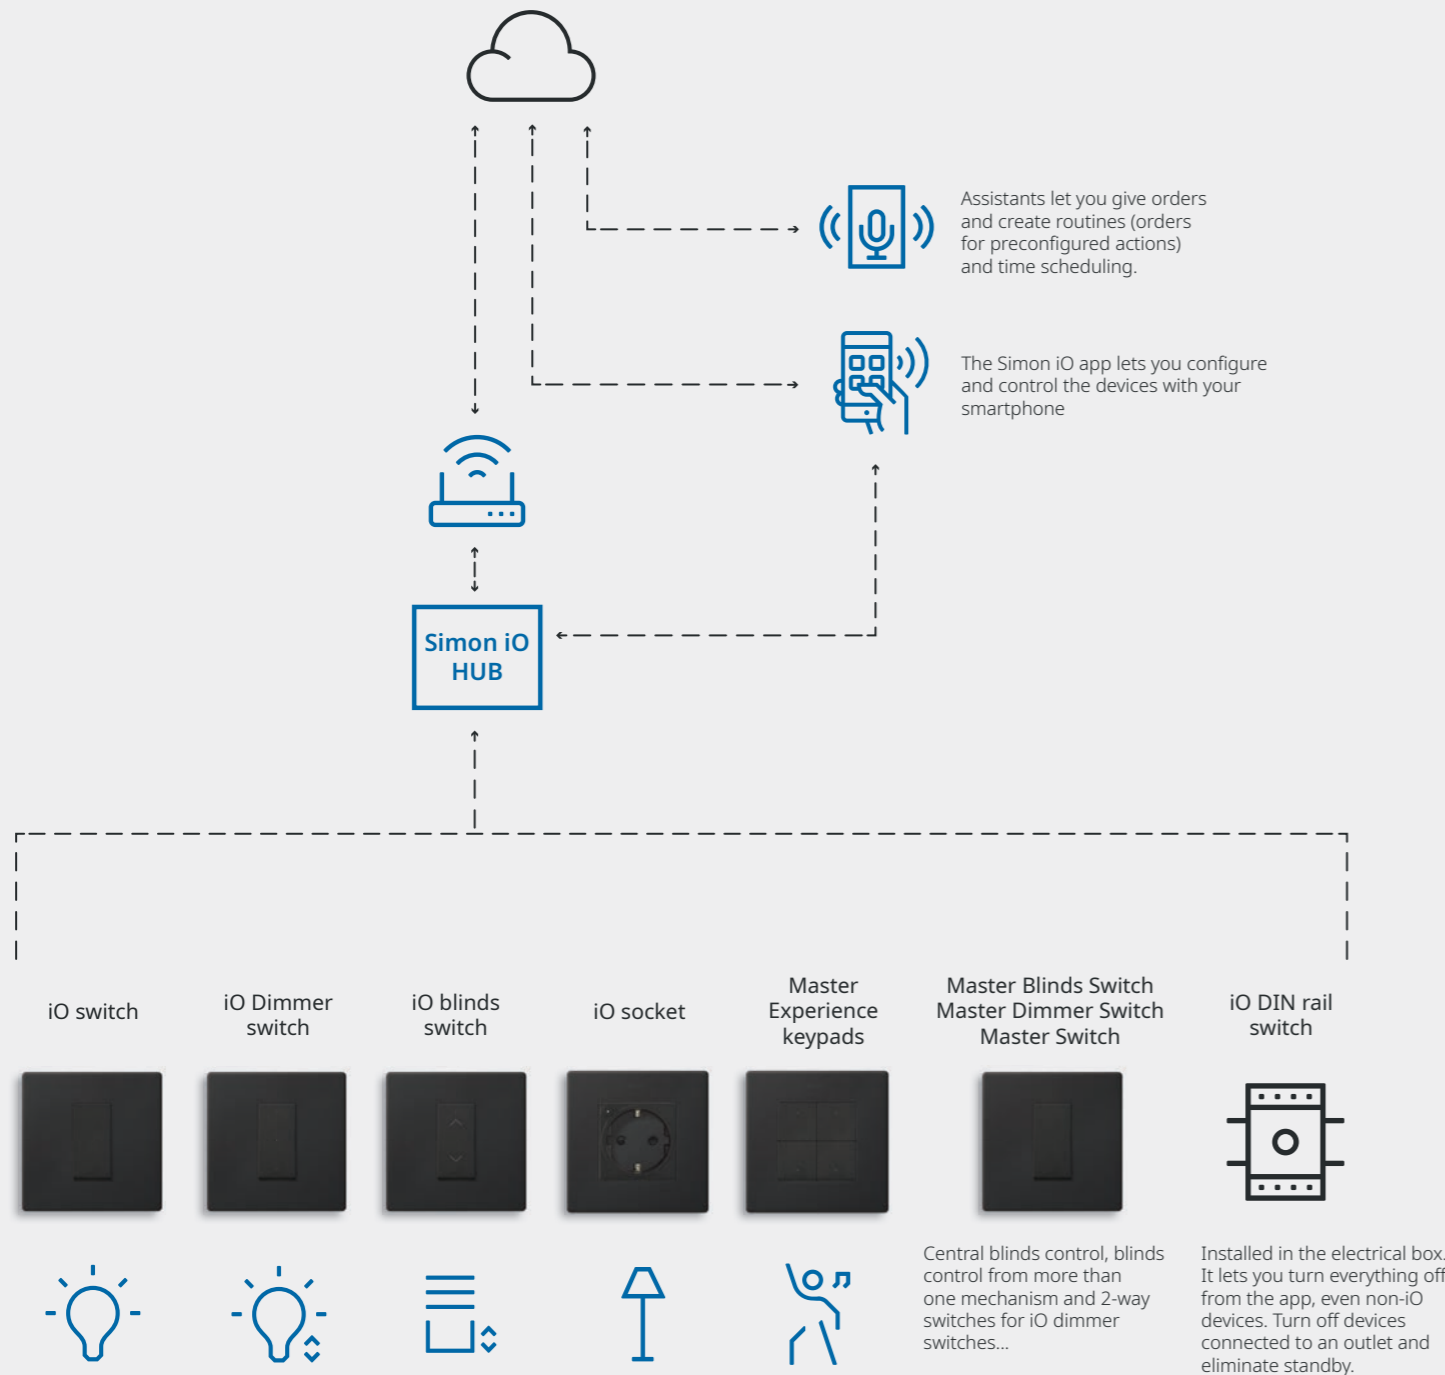 Assistants let you give orders
and create routines (orders
for preconfigured actions)
and time scheduling.
The Simon iO app lets you configure
and control the devices with your
smartphone
Simon iO
HUB
iO switch
iO Dimmer
switch
iO blinds
switch
iO socket
Master
Experience
keypads
Master Blinds Switch
Master Dimmer Switch
Master Switch
iO DIN rail
switch
Central blinds control, blinds
control from more than
one mechanism and 2-way
switches for iO dimmer
switches...
Installed in the electrical box.
It lets you turn everything off
from the app, even non-iO
devices. Turn off devices
connected to an outlet and
eliminate standby.